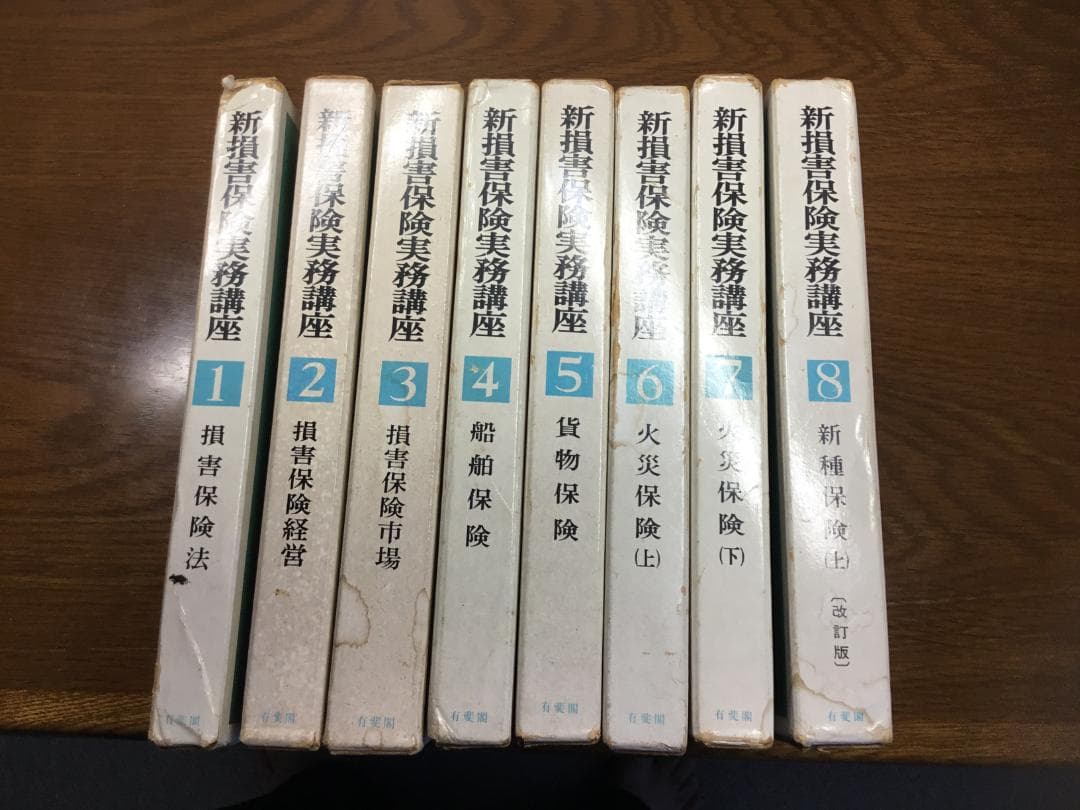 新損害保険実務講座
1
損害保険法
有斐閣
新損害保険実務講座
2
損害保険経営
有斐閣
新損害保険実務講座
3
損害保険市場
有斐閣
新損害保険実務講座
4
船舶保険
有斐閣
新損害保険実務講座
5
貨物保険
有斐閣
新損害保険実務講座
6
火災保険(上)
有斐閣
新損害保険実務講座
7
火災保険(下)
有斐閣
新損害保険実務講座
8
新種保険(上)
〔改訂版〕
有斐閣